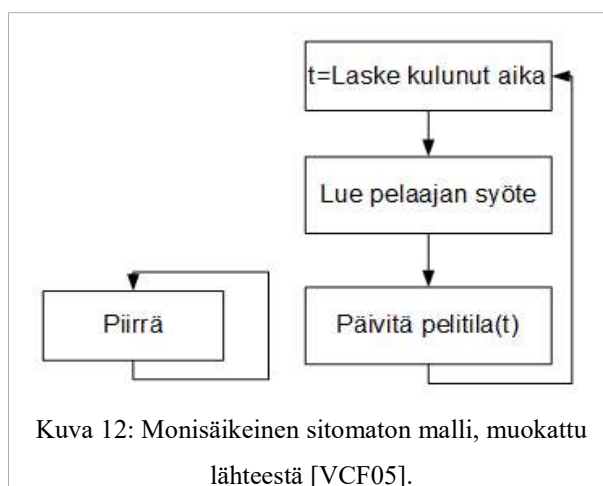 t=Laske kulunut aika
Lue pelaajan syöte
Piirrä
Päivitä pelitila(t)
Kuva 12: Monisäikeinen sitomaton malli, muokattu
lähteestä [VCF05].